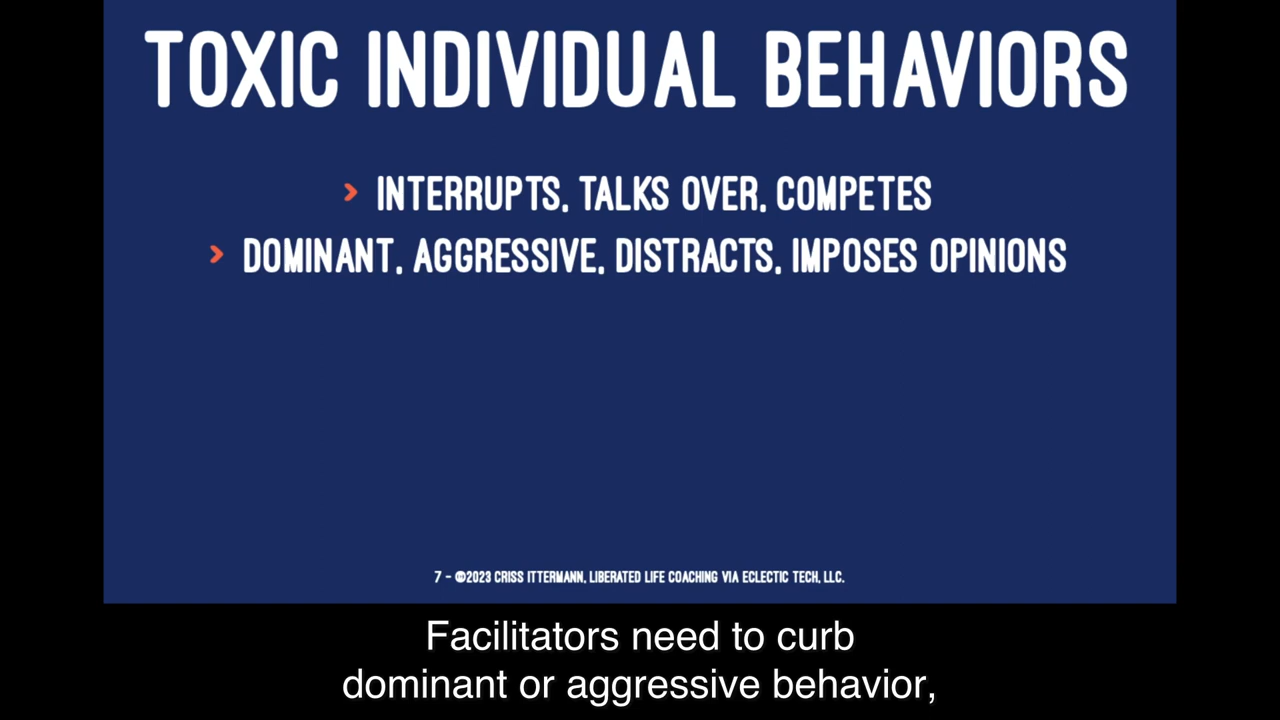 TOXIC INDIVIDUAL BEHAVIORS
› INTERRUPTS, TALKS OVER, COMPETES
› DOMINANT, AGGRESSIVE, DISTRACTS, IMPOSES OPINIONS
7 - ©2023 CRISS ITTERMANN, LIBERATED LIFE COACHING VIA ECLECTIC TECH, LLC.
Facilitators need to curb
dominant or aggressive behavior,